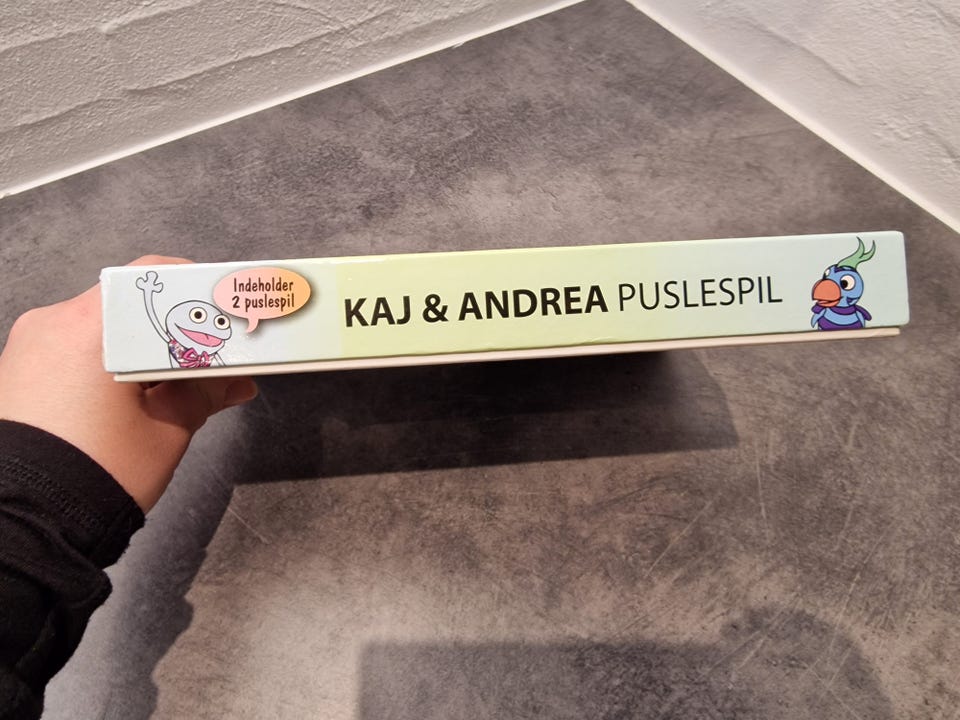 Indeholder
2 puslespil
KAJ & ANDREA PUSLESPIL